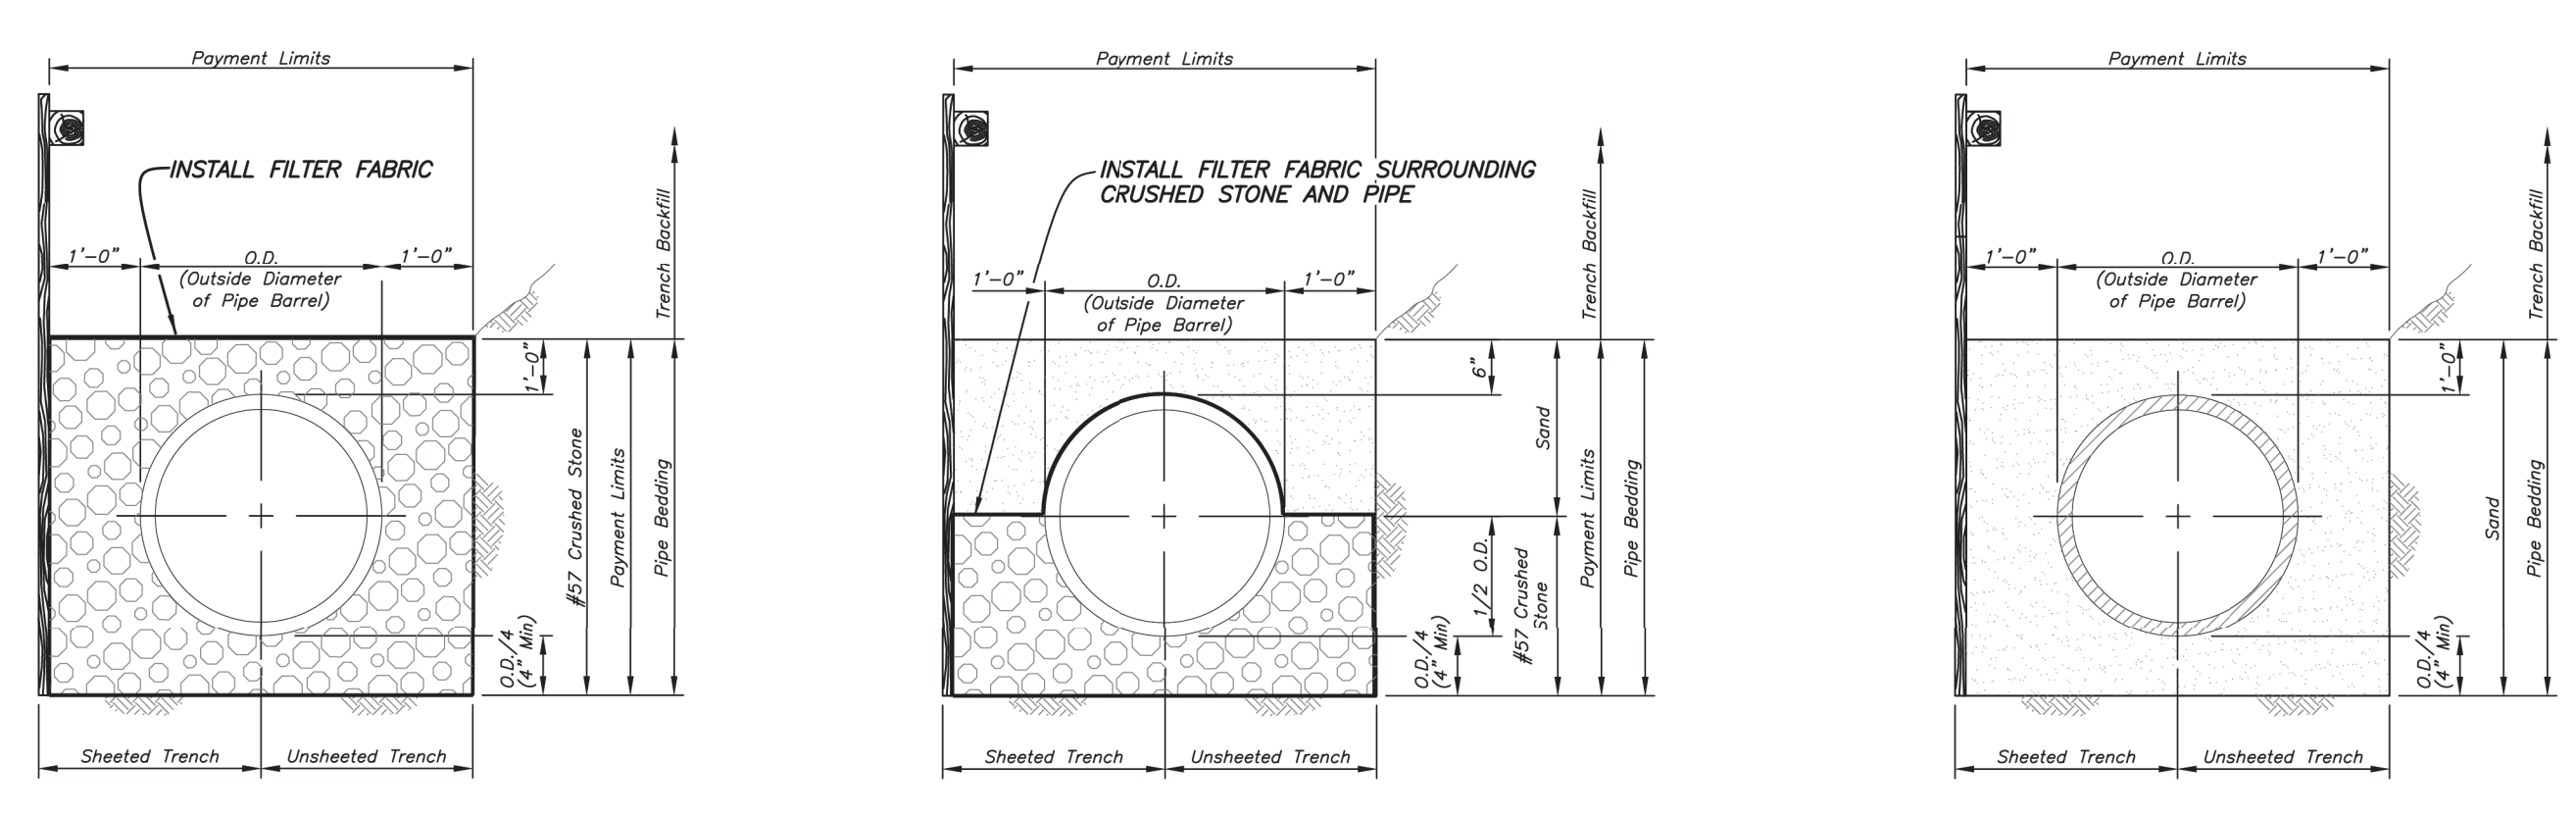 Payment Limits
INSTALL FILTER FABRIC
1'-0"
O.D.
1'-0"
(Outside Diameter
of Pipe Barrel)
Trench Backfill
1'-0"
#57 Crushed Stone
Payment Limits
Pipe Bedding
O.D./4
(4" Min)
Sheeted Trench
Unsheeted Trench
Payment Limits
INSTALL FILTER FABRIC SURROUNDING
CRUSHED STONE AND PIPE
1'-0"
O.D.
1'-0"
(Outside Diameter
of Pipe Barrel)
Trench Backfill
6"
Sand
Payment Limits
Pipe Bedding
1/2 O.D.
#57 Crushed
Stone
O.D./4
(4" Min)
Sheeted Trench
Unsheeted Trench
Payment Limits
1'-0"
O.D.
1'-0"
(Outside Diameter
of Pipe Barrel)
Trench Backfill
1'-0"
Sand
Pipe Bedding
O.D./4
(4" Min)
Sheeted Trench
Unsheeted Trench